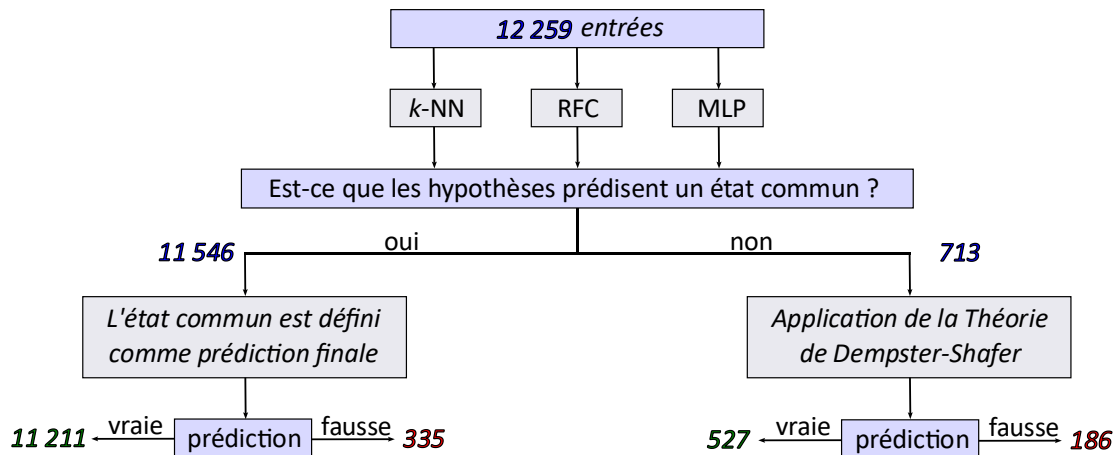 12 259 entrées
k-NN
RFC
MLP
Est-ce que les hypothèses prédisent un état commun ?
oui
non
11 546
713
L'état commun est défini
comme prédiction finale
Application de la Théorie
de Dempster-Shafer
11 211
vraie
prédiction
fausse
335
527
vraie
prédiction
fausse
186